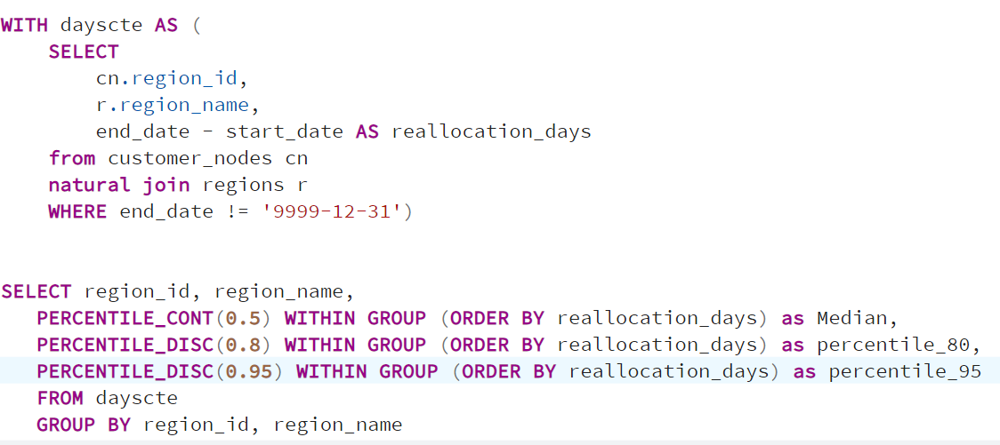 WITH dayscte AS (
SELECT
cn.region_id,
r.region_name,
end_date - start_date AS reallocation_days
from customer_nodes cn
natural join regions r
WHERE end_date != '9999-12-31')
SELECT region_id, region_name,
PERCENTILE_CONT(0.5) WITHIN GROUP (ORDER BY reallocation_days) as Median,
PERCENTILE_DISC(0.8) WITHIN GROUP (ORDER BY reallocation_days) as percentile_80,
PERCENTILE_DISC(0.95) WITHIN GROUP (ORDER BY reallocation_days) as percentile_95
FROM dayscte
GROUP BY region_id, region_name